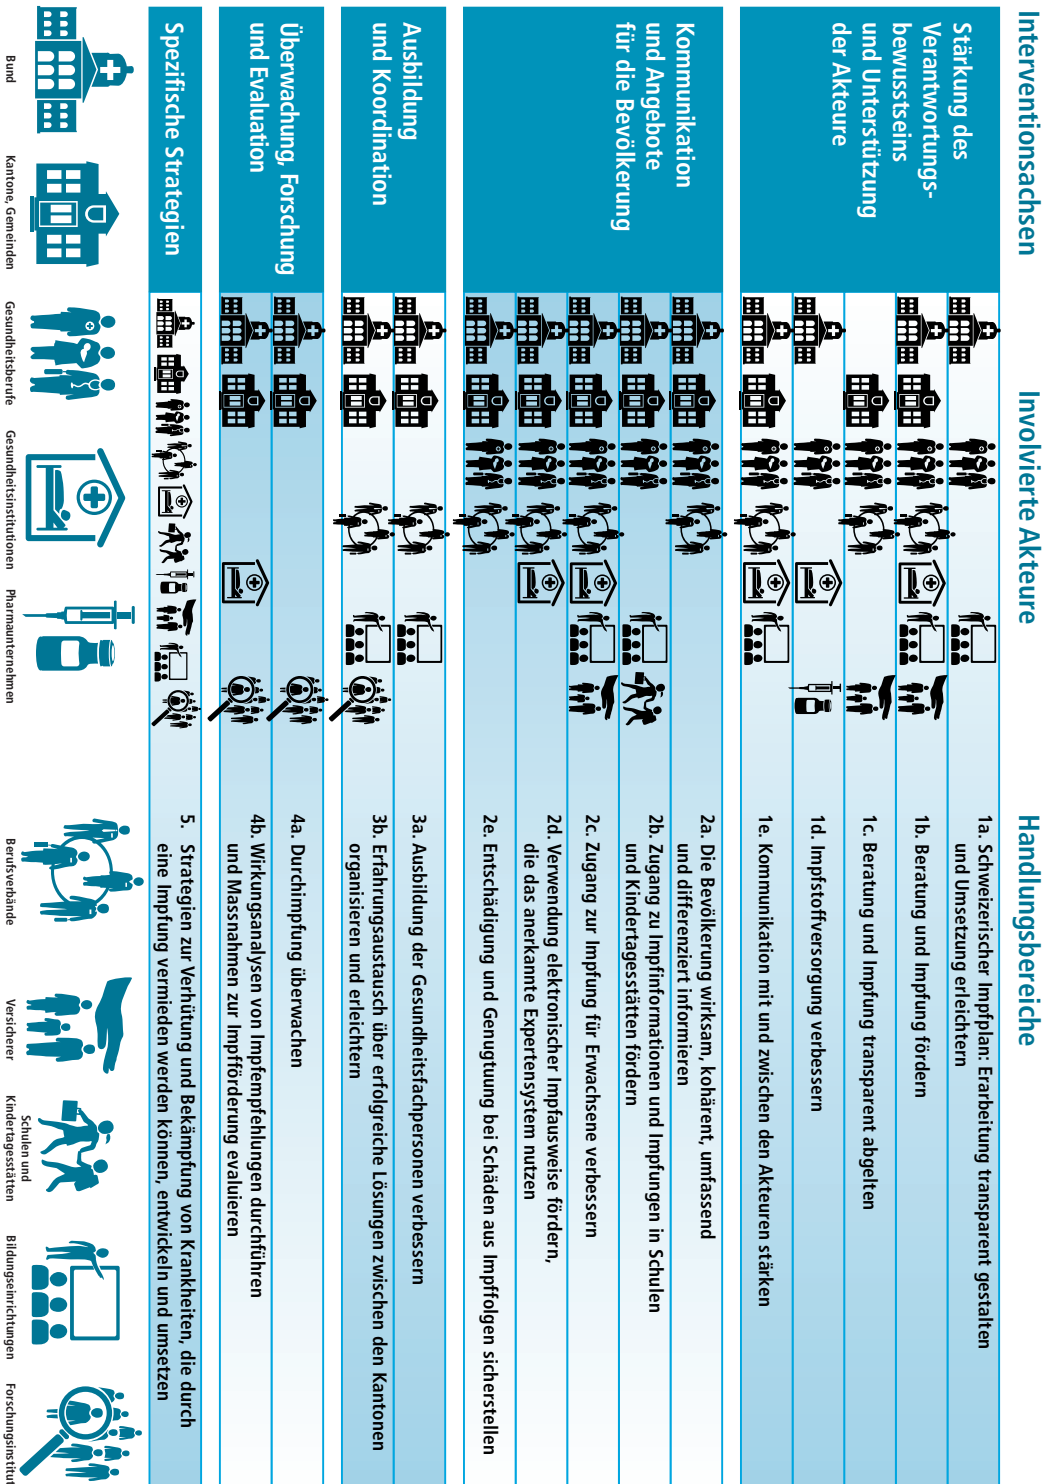 Interventionsachsen
Involvierte Akteure
Handlungsbereiche
Stärkung des
Verantwortungs-
bewusstseins
und Unterstützung
der Akteure
1a. Schweizerischer Impfplan: Erarbeitung transparent gestalten
und Umsetzung erleichtern
1b. Beratung und Impfung fördern
1c. Beratung und Impfung transparent abgelten
1d. Impfstoffversorgung verbessern
1e. Kommunikation mit und zwischen den Akteuren stärken
Kommunikation
und Angebote
für die Bevölkerung
2a. Die Bevölkerung wirksam, kohärent, umfassend
und differenziert informieren
2b. Zugang zu Impfinformationen und Impfungen in Schulen
und Kindertagesstätten fördern
2c. Zugang zur Impfung für Erwachsene verbessern
2d. Verwendung elektronischer Impfausweise fördern,
die das anerkannte Expertensystem nutzen
2e. Entschädigung und Genugtuung bei Schäden aus Impffolgen sicherstellen
Ausbildung
und Koordination
3a. Ausbildung der Gesundheitsfachpersonen verbessern
3b. Erfahrungsaustausch über erfolgreiche Lösungen zwischen den Kantonen
organisieren und erleichtern
Überwachung, Forschung
und Evaluation
4a. Durchimpfung überwachen
4b. Wirkungsanalysen von Impfempfehlungen durchführen
und Massnahmen zur Impfförderung evaluieren
Spezifische Strategien
5. Strategien zur Verhütung und Bekämpfung von Krankheiten, die durch
eine Impfung vermieden werden können, entwickeln und umsetzen
Bund
Kantone, Gemeinden
Gesundheitsberufe
Gesundheitsinstitutionen
Pharmaunternehmen
Berufsverbände
Versicherer
Schulen und
Kindertagesstätten
Bildungseinrichtungen
Forschungsinstitut